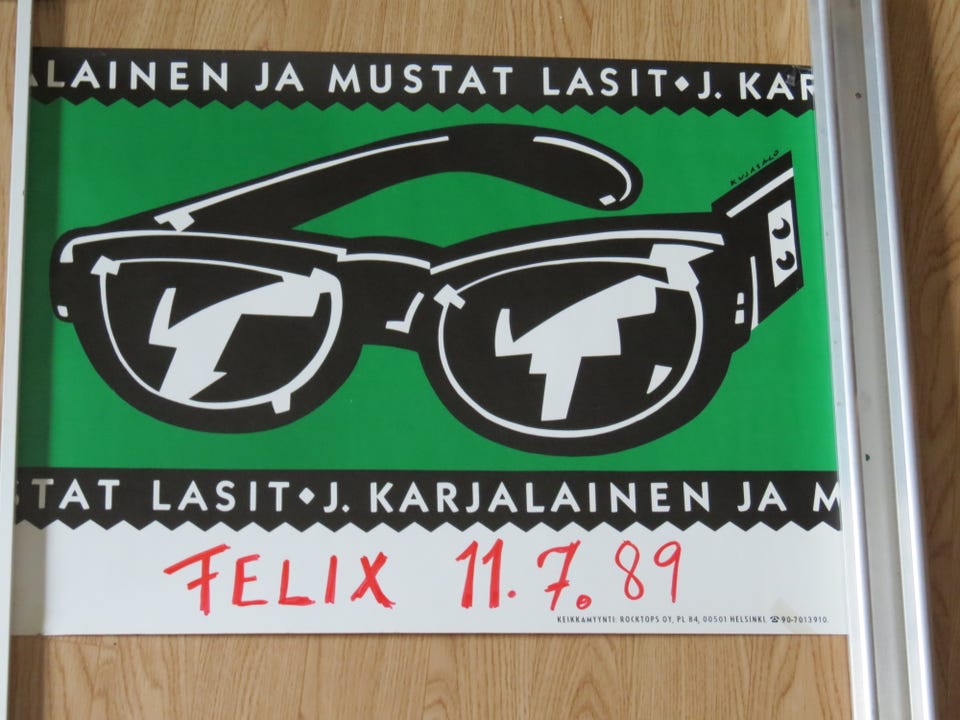 ALAINEN JA MUSTAT LASIT◆J. KAR
KUJASALO
STAT LASIT◆J. KARJALAINEN JA M
FELIX 11.7.89
KEIKKAMYYNTI: ROCKTOPS OY, PL 84, 00501 HELSINKI, ☎90-7013910.